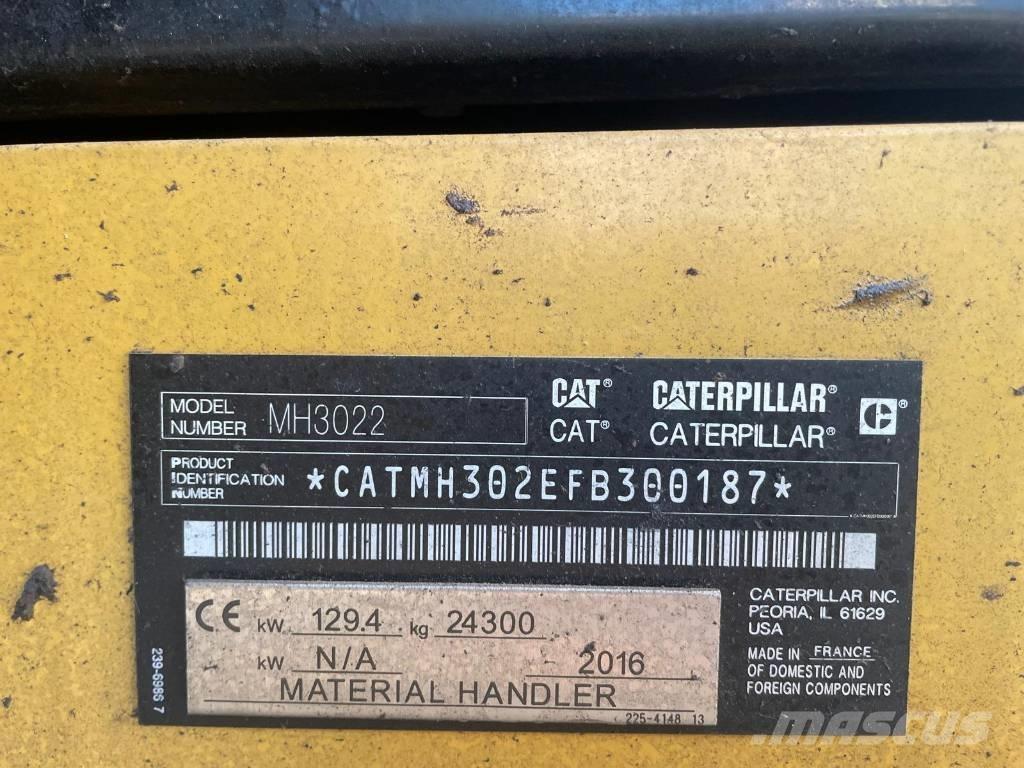 MODEL NUMBER MH3022
CAT® CATERPILLAR®
CAT® CATERPILLAR®
PRODUCT IDENTIFICATION NUMBER *CATMH302EFB300187*
CE kW 129.4 kg 24300
kW N/A 2016
MATERIAL HANDLER
225-4148 13
239-6986 7
CATERPILLAR INC.
PEORIA, IL 61629
USA
MADE IN FRANCE
OF DOMESTIC AND
FOREIGN COMPONENTS
mascus